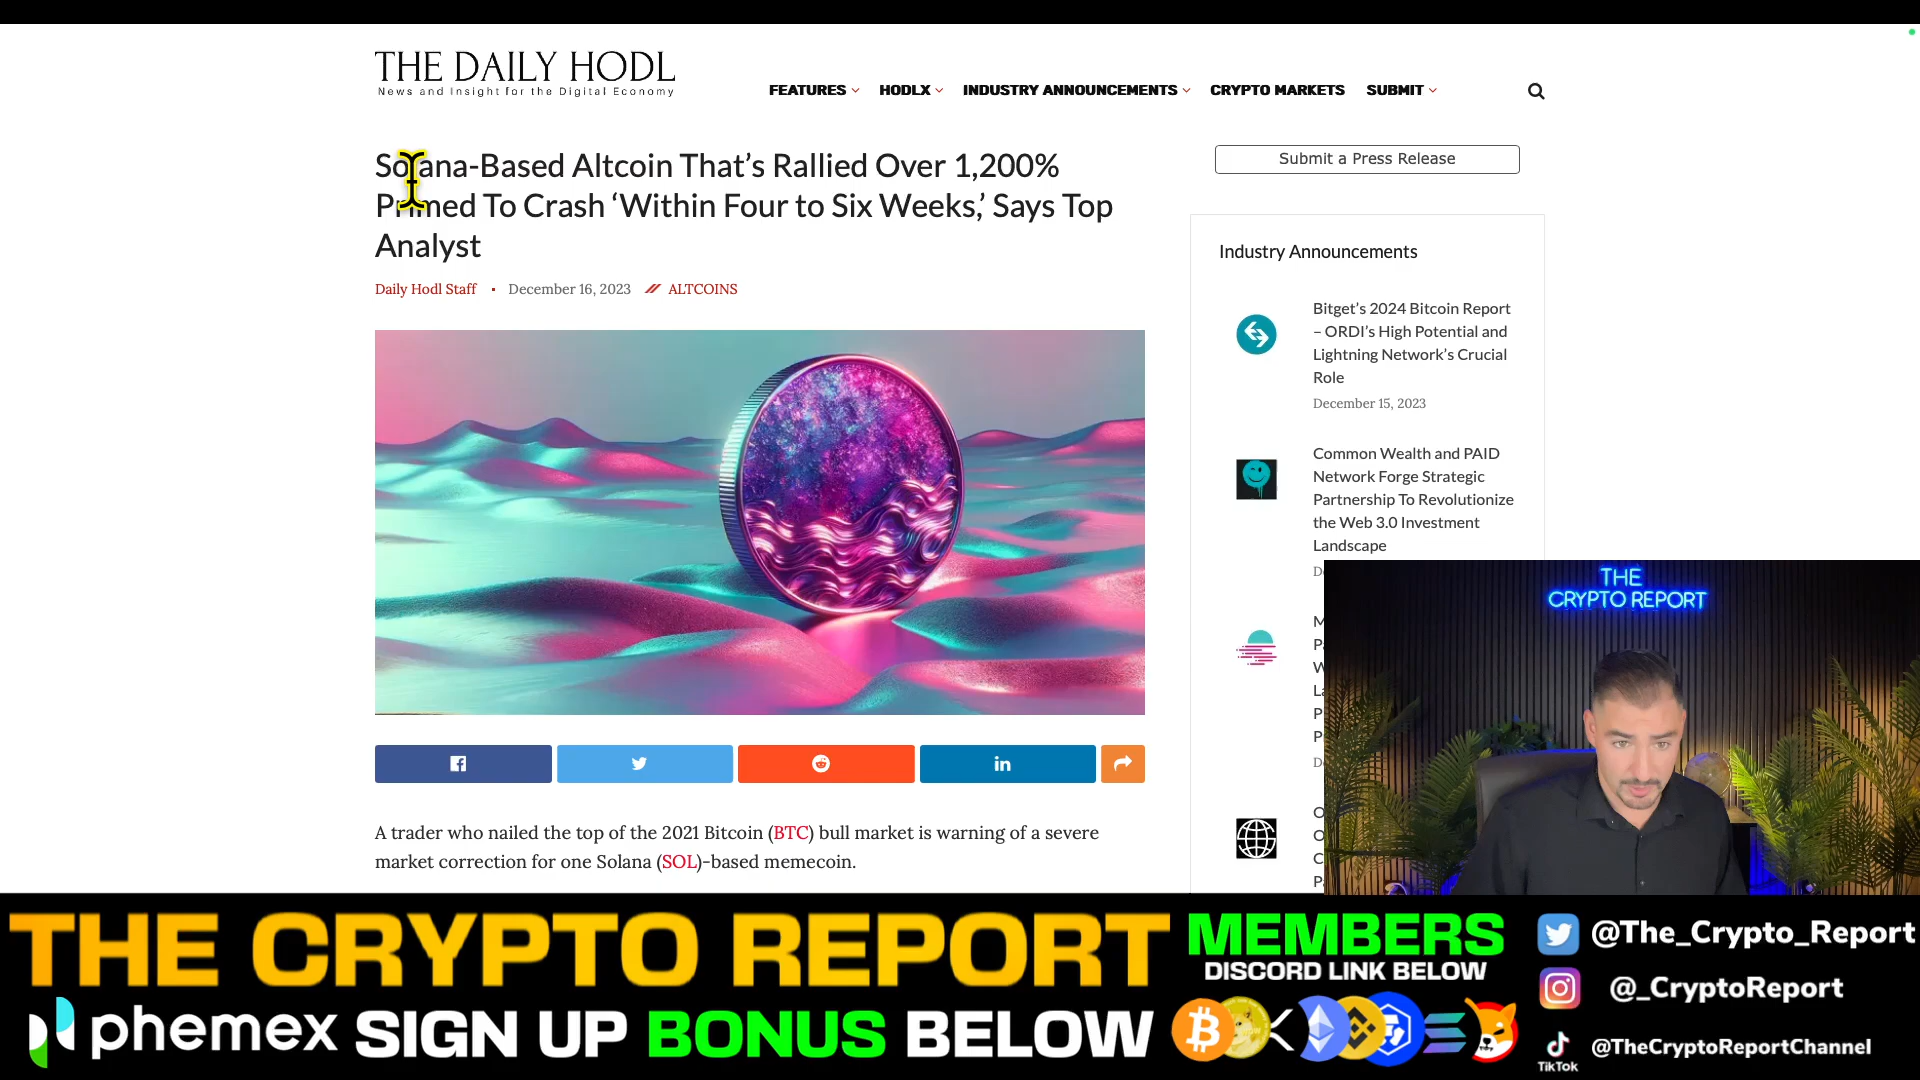 THE DAILY HODL
News and Insight for the Digital Economy
FEATURES HODLX INDUSTRY ANNOUNCEMENTS CRYPTO MARKETS SUBMIT
Solana-Based Altcoin That’s Rallied Over 1,200%
Primed To Crash ‘Within Four to Six Weeks,’ Says Top
Analyst
Daily Hodl Staff • December 16, 2023 ALTCOINS
A trader who nailed the top of the 2021 Bitcoin (BTC) bull market is warning of a severe
market correction for one Solana (SOL)-based memecoin.
Submit a Press Release
Industry Announcements
Bitget’s 2024 Bitcoin Report
– ORDI’s High Potential and
Lightning Network’s Crucial
Role
December 15, 2023
Common Wealth and PAID
Network Forge Strategic
Partnership To Revolutionize
the Web 3.0 Investment
Landscape
THE
CRYPTO REPORT
THE CRYPTO REPORT
phemex SIGN UP BONUS BELOW
MEMBERS
DISCORD LINK BELOW
@The_Crypto_Report
@_CryptoReport
TikTok @TheCryptoReportChannel